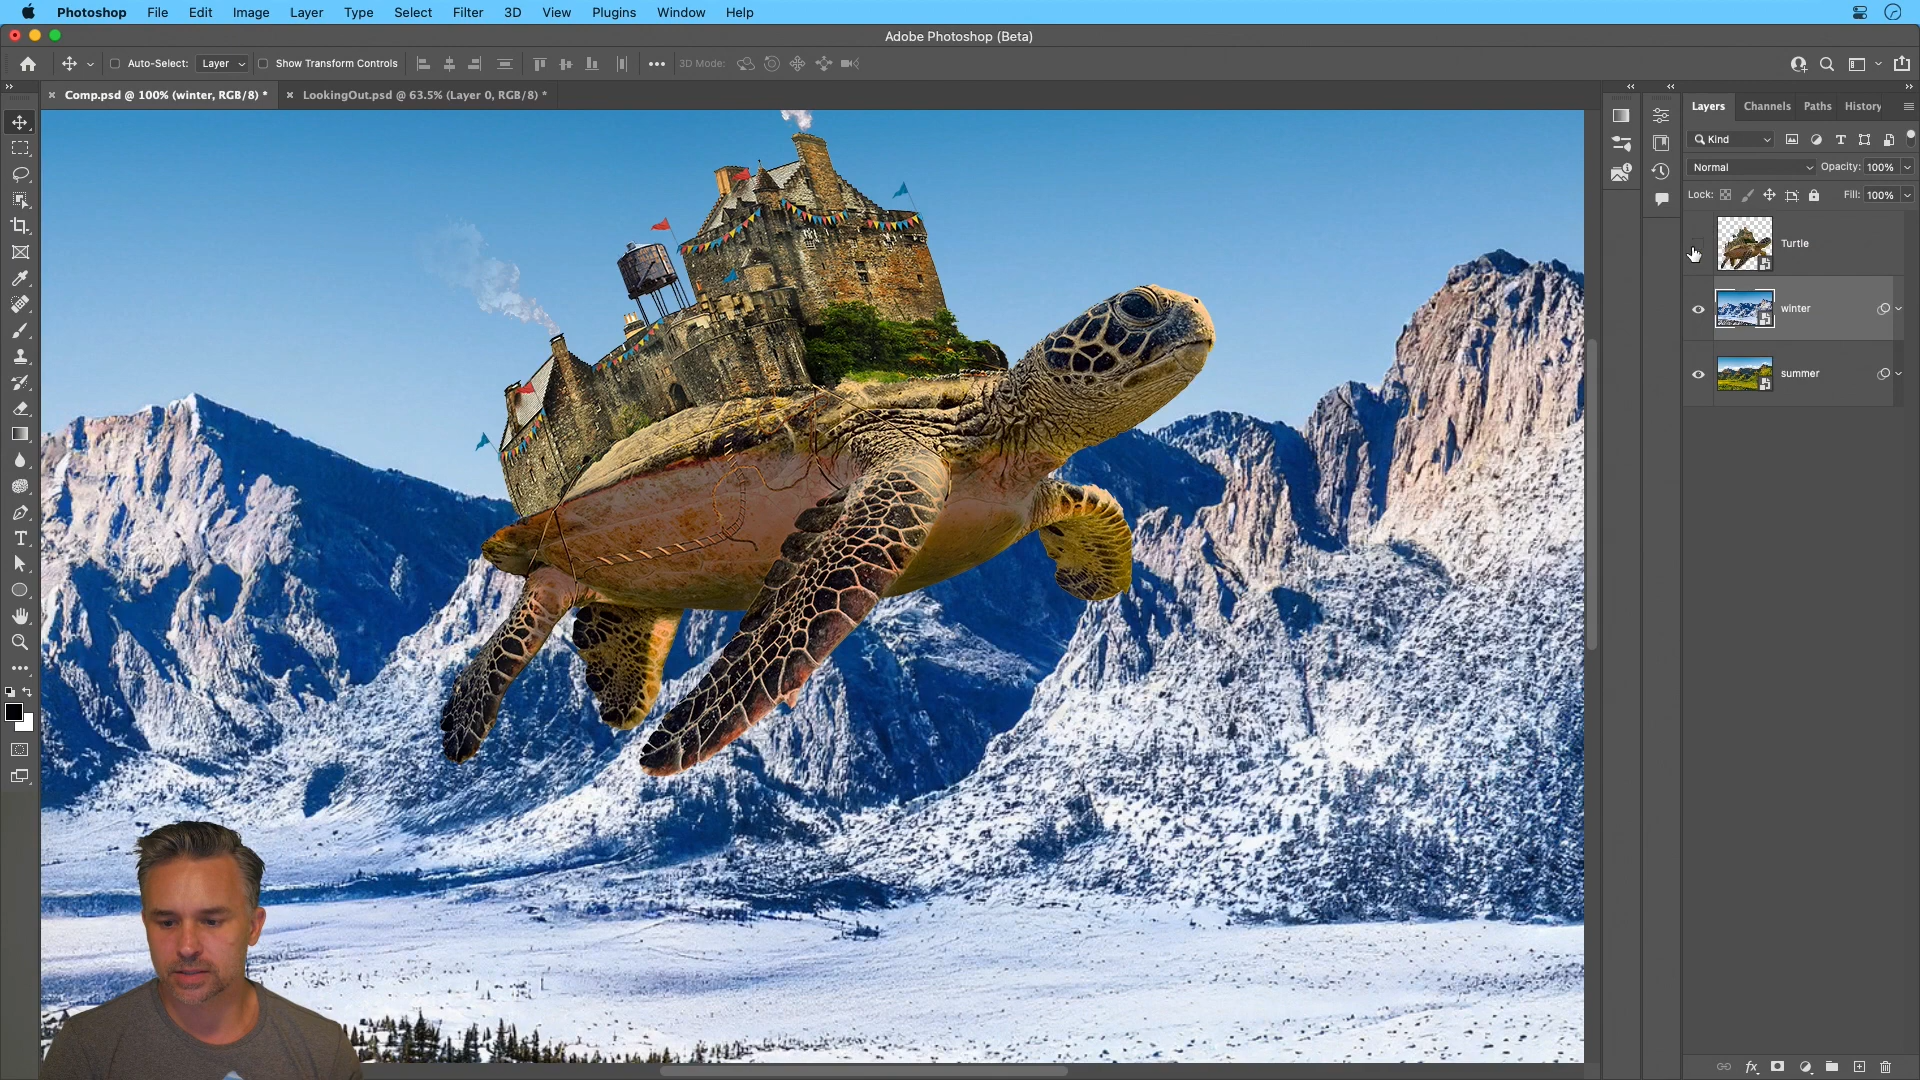 Photoshop File Edit Image Layer Type Select Filter 3D View Plugins Window Help
Adobe Photoshop (Beta)
Auto-Select: Layer Show Transform Controls 3D Mode:
Comp.psd @ 100% (winter, RGB/8) * LookingOut.psd @ 63.5% (Layer 0, RGB/8) *
Layers Channels Paths History
Kind
Normal Opacity: 100%
Lock: Fill: 100%
Turtle
winter
summer
fx